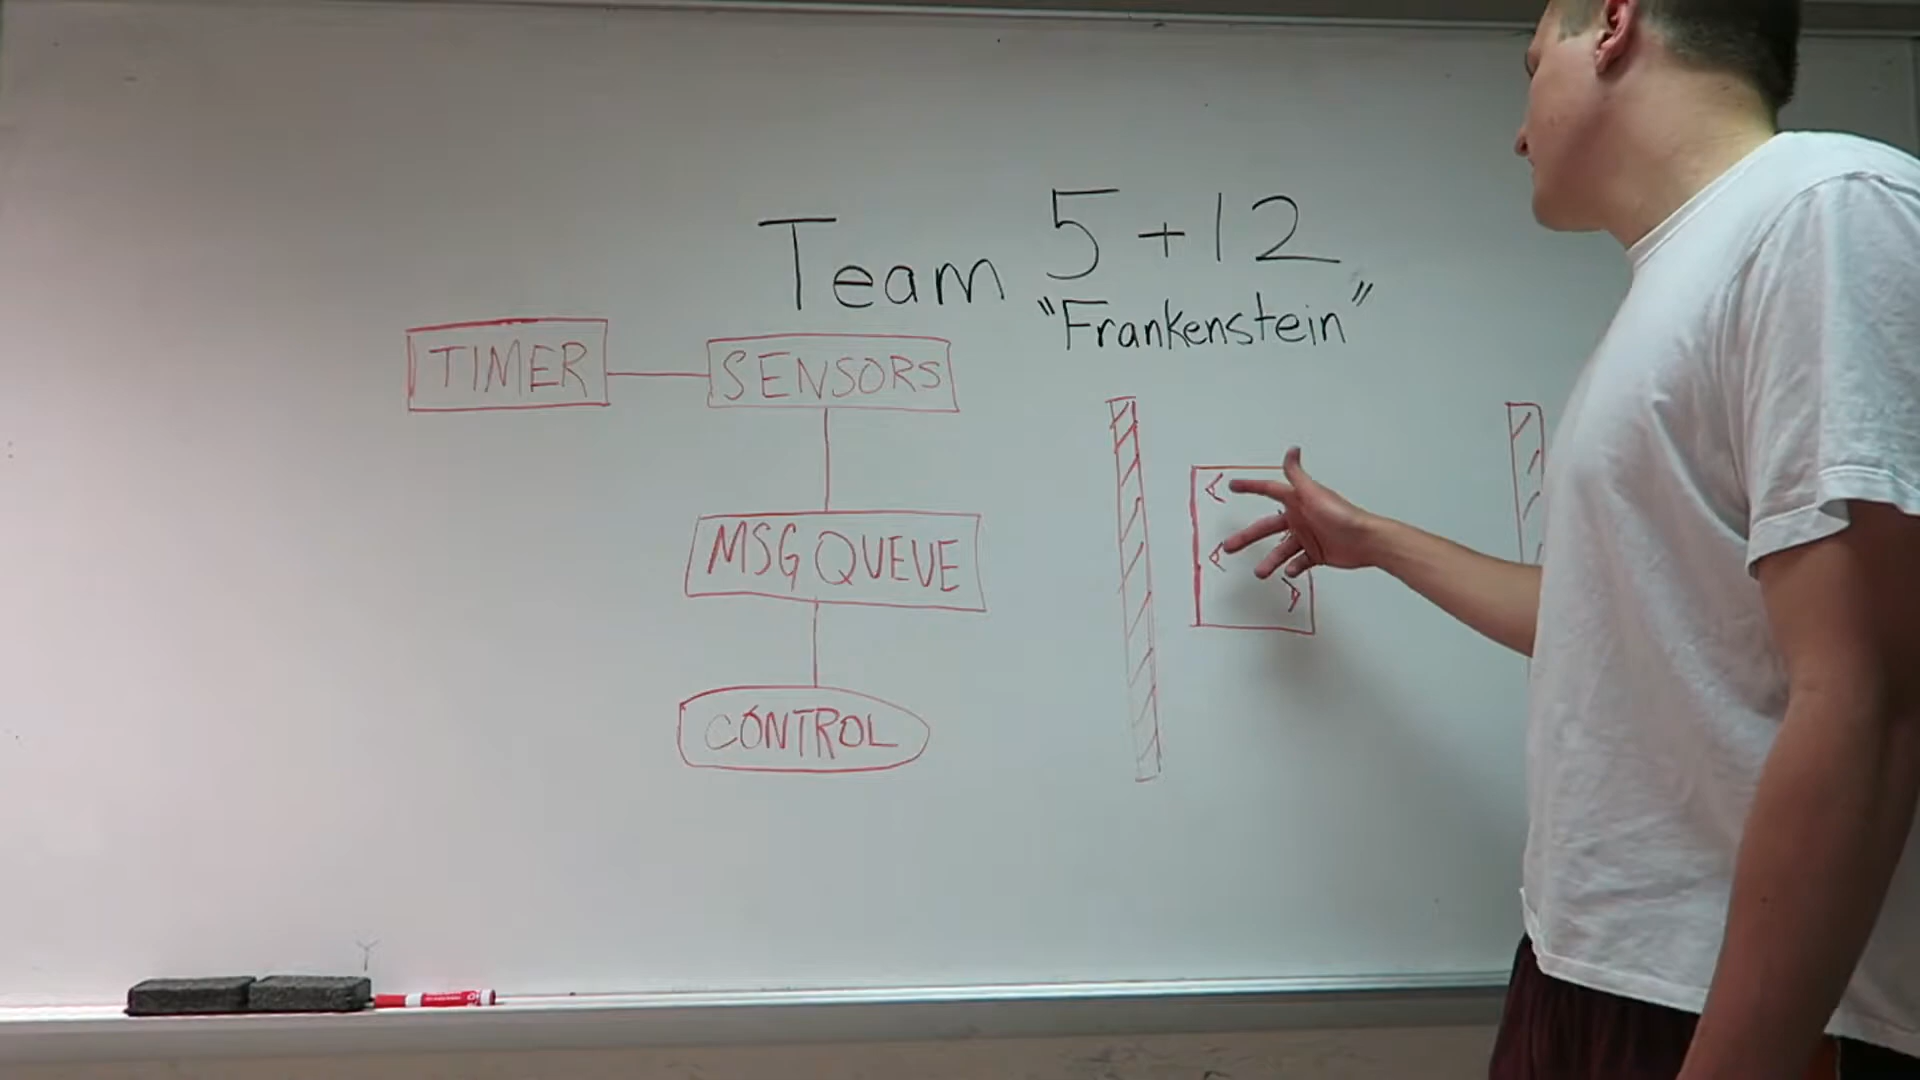 Team 5+12
"Frankenstein"
TIMER
SENSORS
MSG QUEUE
CONTROL